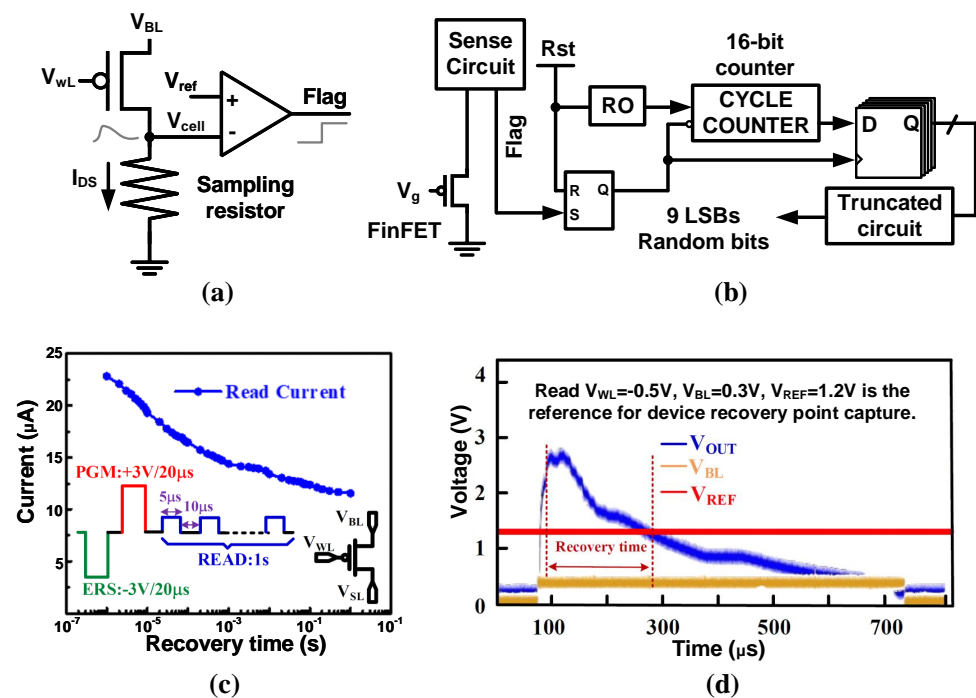 V_BL
V_wL
V_ref
+
Flag
V_cell
-
I_DS
Sampling
resistor
(a)
Sense
Circuit
Rst
16-bit
counter
RO
CYCLE
COUNTER
D Q
Flag
V_g
R Q
S
FinFET
9 LSBs
Random bits
Truncated
circuit
(b)
25
20
15
10
5
0
Current (μA)
Read Current
PGM:+3V/20μs
5μs
10μs
READ:1s
ERS:-3V/20μs
V_BL
V_WL
V_SL
10^-7 10^-5 10^-3 10^-1 10^-1
Recovery time (s)
(c)
4
3
2
1
0
Voltage (V)
Read V_WL=-0.5V, V_BL=0.3V, V_REF=1.2V is the
reference for device recovery point capture.
V_OUT
V_BL
V_REF
Recovery time
100 300 500 700
Time (μs)
(d)